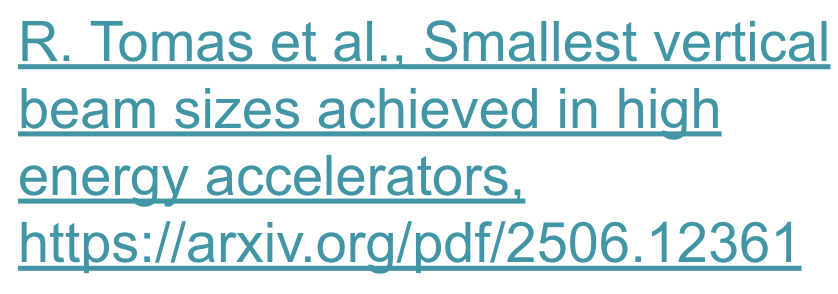 R. Tomas et al., Smallest vertical
beam sizes achieved in high
energy accelerators,
https://arxiv.org/pdf/2506.12361